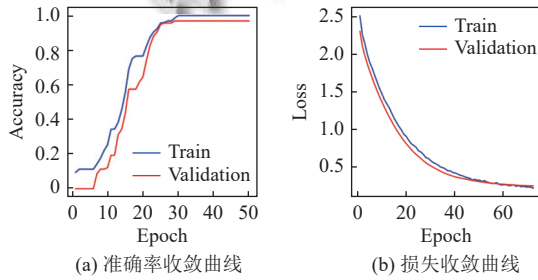 1.0
0.8
0.6
0.4
0.2
0
Accuracy
Train
Validation
0 10 20 30 40 50
Epoch
(a) 准确率收敛曲线
2.5
2.0
1.5
1.0
0.5
Loss
Train
Validation
0 20 40 60
Epoch
(b) 损失收敛曲线